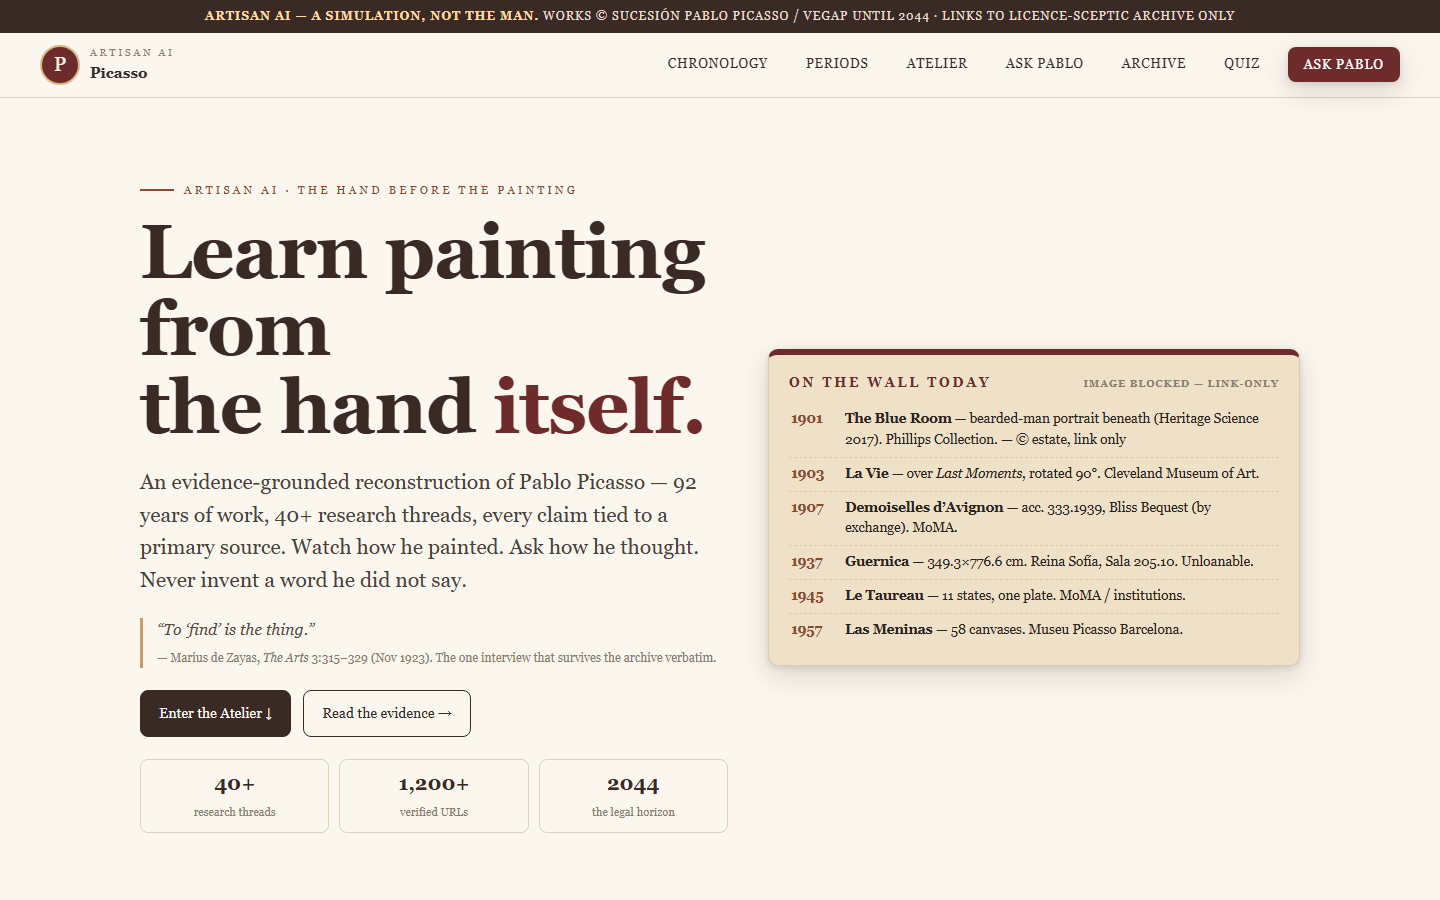 ARTISAN AI — A SIMULATION, NOT THE MAN. WORKS © SUCESIÓN PABLO PICASSO / VEGAP UNTIL 2044 · LINKS TO LICENCE-SCEPTIC ARCHIVE ONLY
P
ARTISAN AI
Picasso
CHRONOLOGY PERIODS ATELIER ASK PABLO ARCHIVE QUIZ ASK PABLO
ARTISAN AI · THE HAND BEFORE THE PAINTING
Learn painting
from
the hand itself.
An evidence-grounded reconstruction of Pablo Picasso — 92
years of work, 40+ research threads, every claim tied to a
primary source. Watch how he painted. Ask how he thought.
Never invent a word he did not say.
“To ‘find’ is the thing.”
— Marius de Zayas, The Arts 3:315–329 (Nov 1923). The one interview that survives the archive verbatim.
Enter the Atelier ↓
Read the evidence →
40+
research threads
1,200+
verified URLs
2044
the legal horizon
ON THE WALL TODAY
IMAGE BLOCKED — LINK-ONLY
1901 The Blue Room — bearded-man portrait beneath (Heritage Science
2017). Phillips Collection. — © estate, link only
1903 La Vie — over Last Moments, rotated 90°. Cleveland Museum of Art.
1907 Demoiselles d’Avignon — acc. 333.1939, Bliss Bequest (by
exchange). MoMA.
1937 Guernica — 349.3×776.6 cm. Reina Sofía, Sala 205.10. Unloanable.
1945 Le Taureau — 11 states, one plate. MoMA / institutions.
1957 Las Meninas — 58 canvases. Museu Picasso Barcelona.